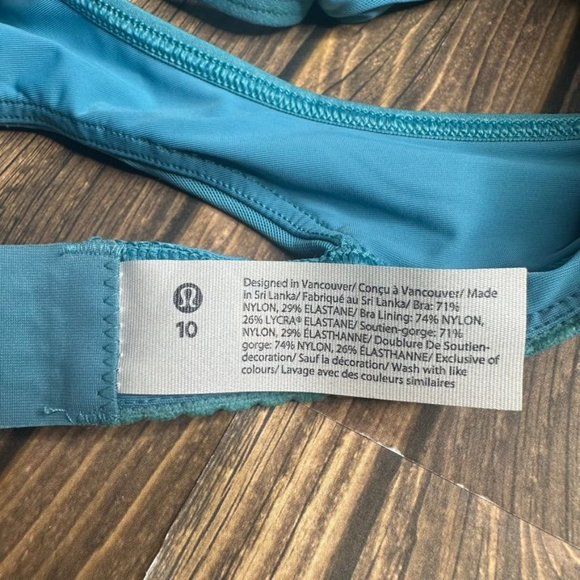 10
Designed in Vancouver/ Conçu à Vancouver/ Made
in Sri Lanka/ Fabriqué au Sri Lanka/ Bra: 71%
NYLON, 29% ELASTANE/ Bra Lining: 74% NYLON,
26% LYCRA® ELASTANE/ Soutien-gorge: 71%
NYLON, 29% ÉLASTHANNE/ Doublure De Soutien-
gorge: 74% NYLON, 26% ÉLASTHANNE/ Exclusive of
decoration/ Sauf la décoration/ Wash with like
colours/ Lavage avec des couleurs similaires